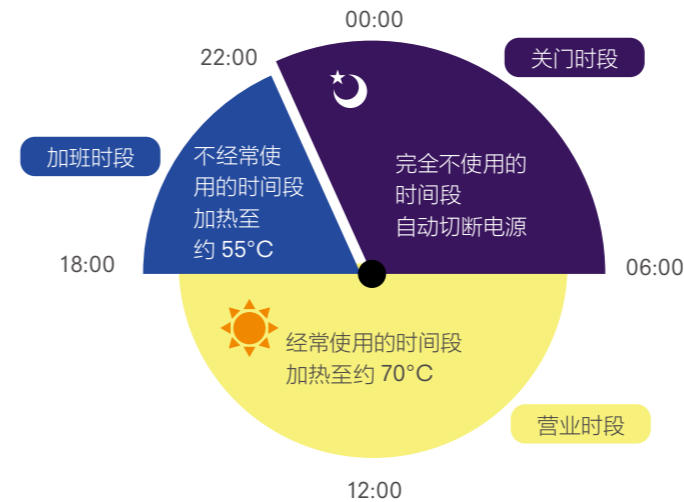 00:00
22:00
关门时段
加班时段
不经常使
用的时间段
加热至
约 55°C
完全不使用的
时间段
自动切断电源
18:00
06:00
经常使用的时间段
加热至约 70°C
营业时段
12:00